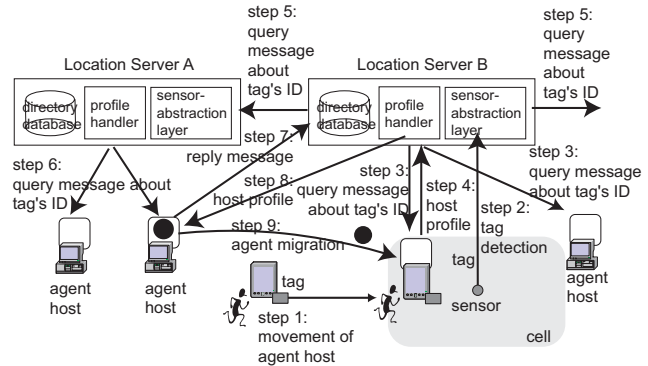 step 5:
query
message
about
tag's ID
step 5:
query
message
about
tag's ID
Location Server A
Location Server B
directory
database
profile
handler
sensor-
abstraction
layer
directory
database
profile
handler
sensor-
abstraction
layer
step 7:
reply message
step 6:
query message about
tag's ID
step 8:
host profile
step 3:
query message
about tag's ID
step 4:
host
profile
step 2:
tag
detection
step 3:
query message
about tag's ID
step 9:
agent migration
agent
host
agent
host
tag
tag
sensor
agent
host
step 1:
movement of
agent host
cell